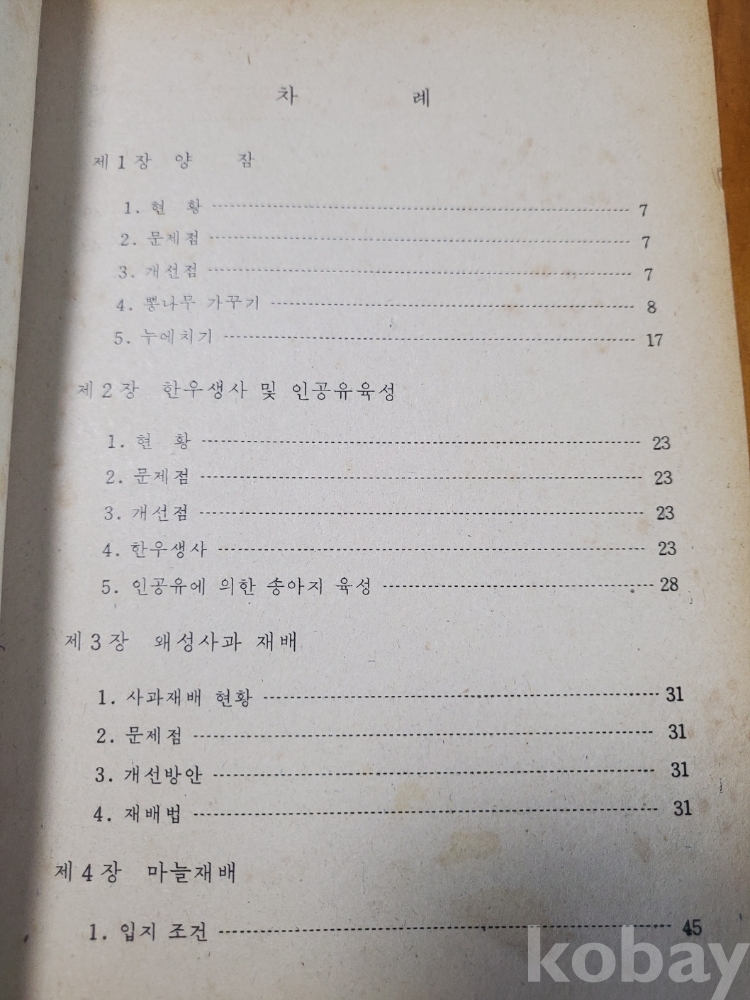 차 례
제1장 양 잠
1. 현 황 7
2. 문제점 7
3. 개선점 7
4. 뽕나무 가꾸기 8
5. 누에치기 17
제2장 한우생사 및 인공유육성
1. 현 황 23
2. 문제점 23
3. 개선점 23
4. 한우생사 23
5. 인공유에 의한 송아지 육성 28
제3장 왜성사과 재배
1. 사과재배 현황 31
2. 문제점 31
3. 개선방안 31
4. 재배법 31
제4장 마늘재배
1. 입지 조건 45
kobay